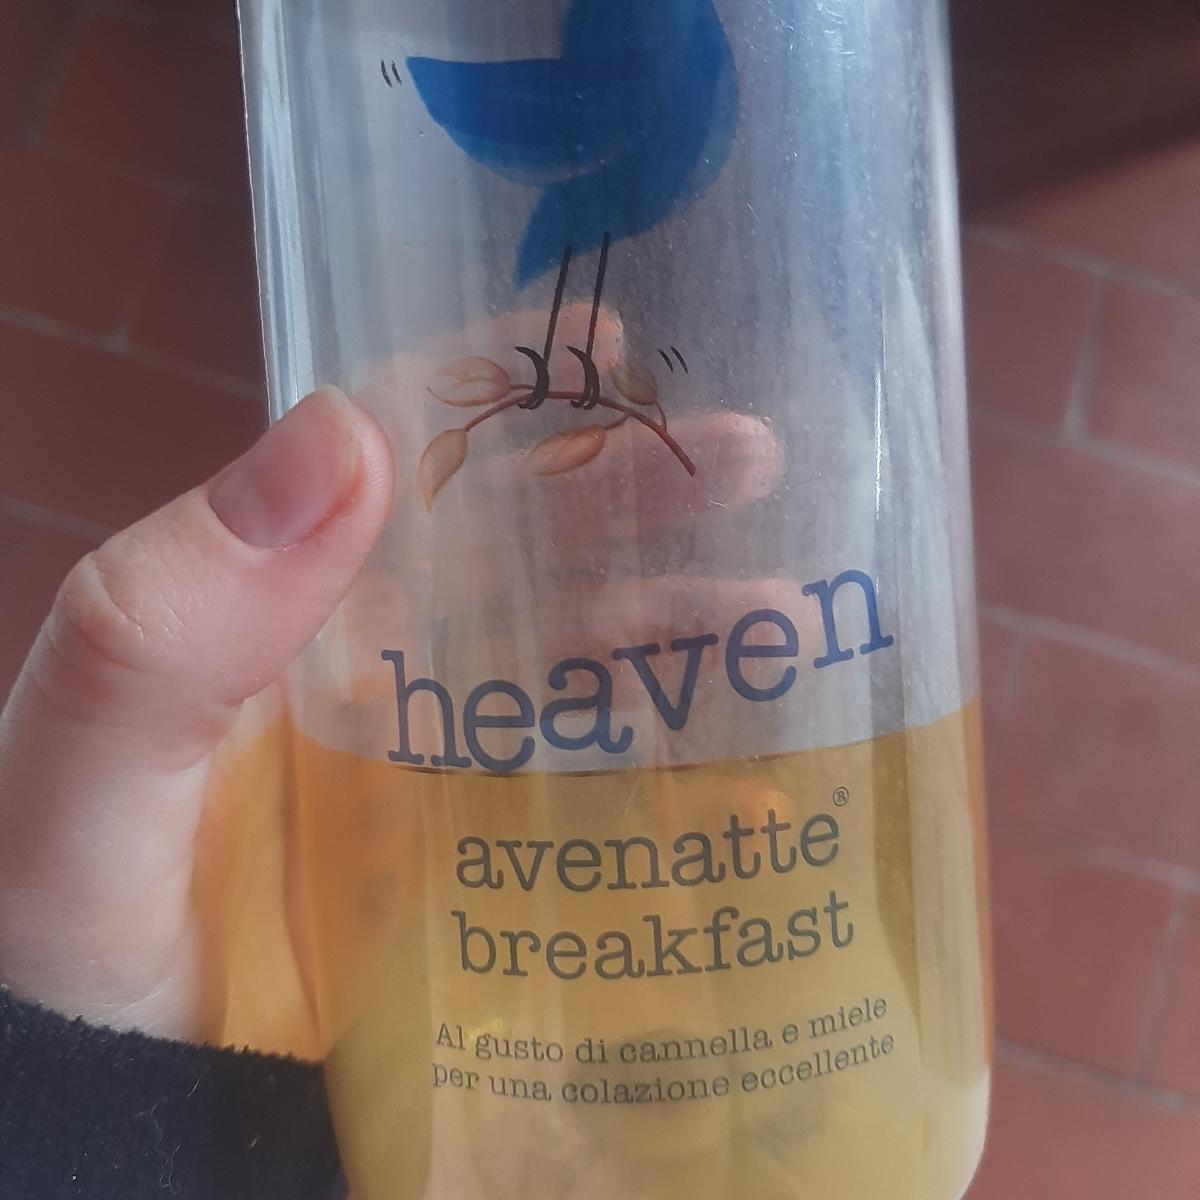 heaven
avenatte®
breakfast
Al gusto di cannella e miele
per una colazione eccellente